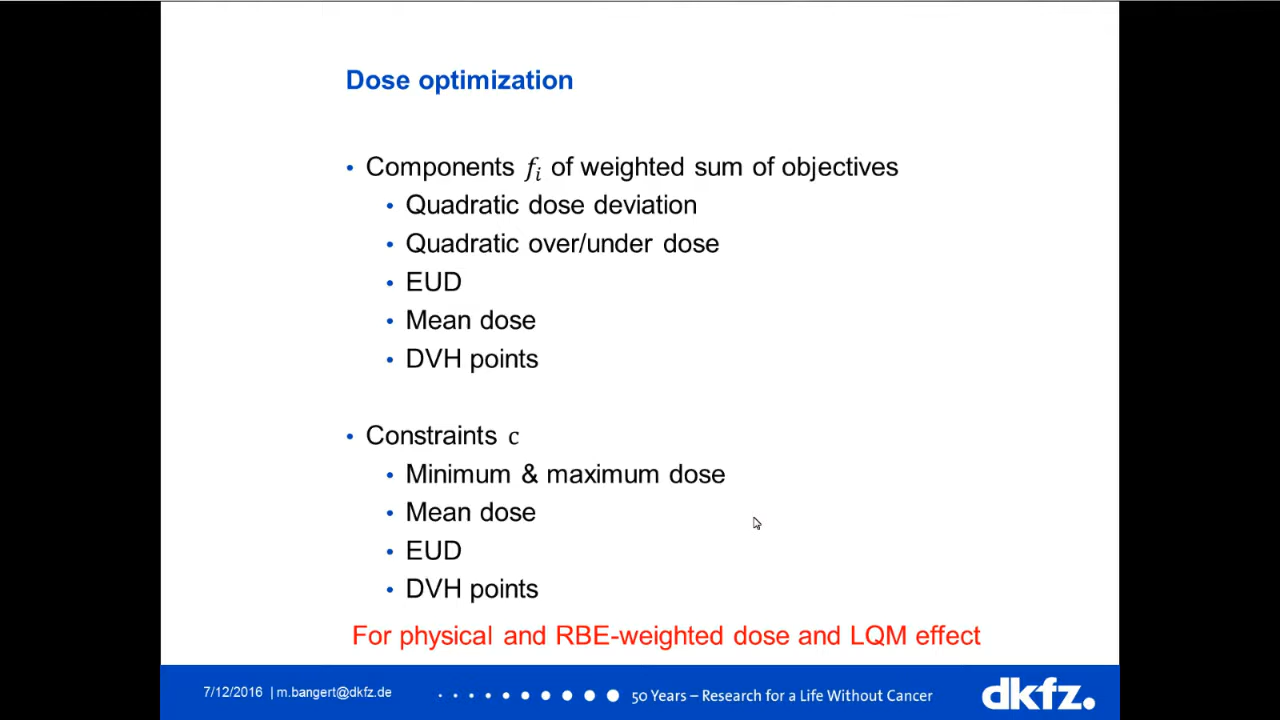 Dose optimization
• Components fᵢ of weighted sum of objectives
• Quadratic dose deviation
• Quadratic over/under dose
• EUD
• Mean dose
• DVH points
• Constraints c
• Minimum & maximum dose
• Mean dose
• EUD
• DVH points
For physical and RBE-weighted dose and LQM effect
7/12/2016 | m.bangert@dkfz.de
50 Years – Research for a Life Without Cancer
dkfz.